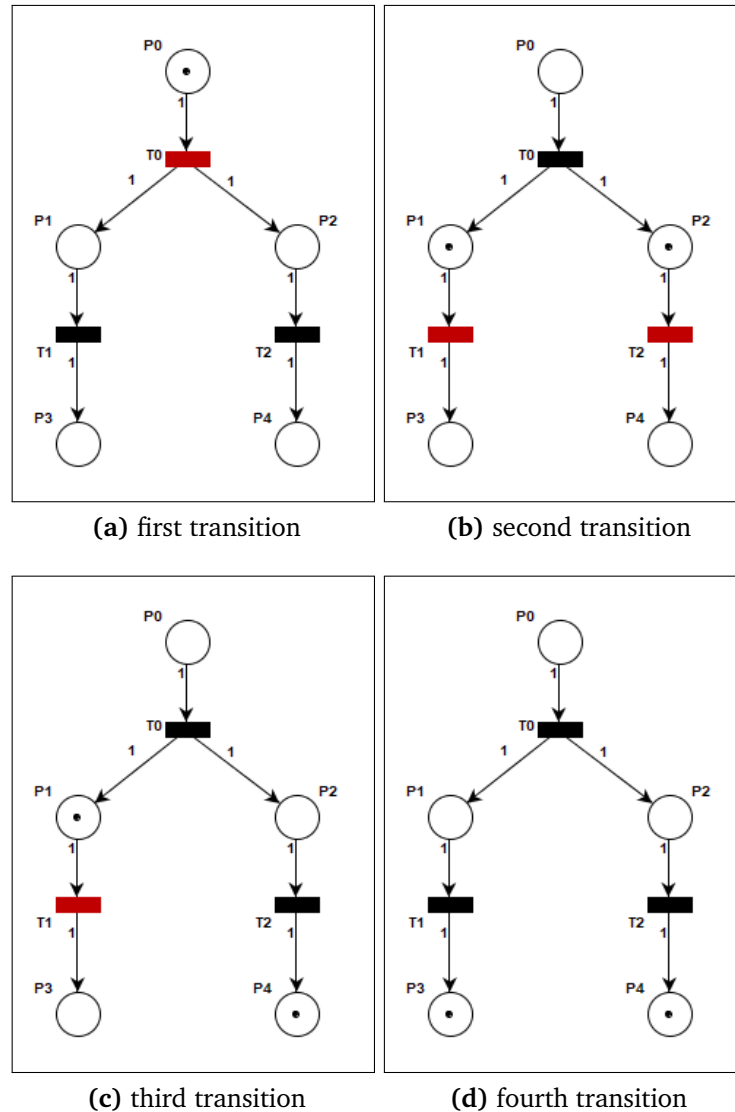 P0
1
T0
1 1
P1 P2
1 1
T1 T2
1 1
P3 P4
(a) first transition
P0
1
T0
1 1
P1 P2
1 1
T1 T2
1 1
P3 P4
(b) second transition
P0
1
T0
1 1
P1 P2
1 1
T1 T2
1 1
P3 P4
(c) third transition
P0
1
T0
1 1
P1 P2
1 1
T1 T2
1 1
P3 P4
(d) fourth transition